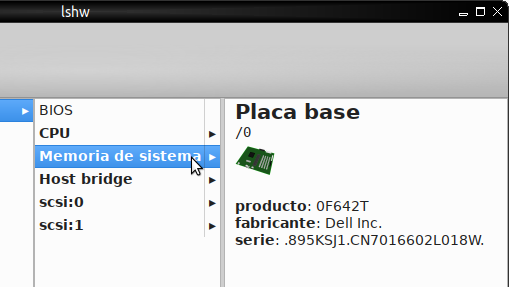 lshw
BIOS
CPU
Memoria de sistema
Host bridge
scsi:0
scsi:1
Placa base
/0
producto: 0F642T
fabricante: Dell Inc.
serie: .895KSJ1.CN7016602L018W.